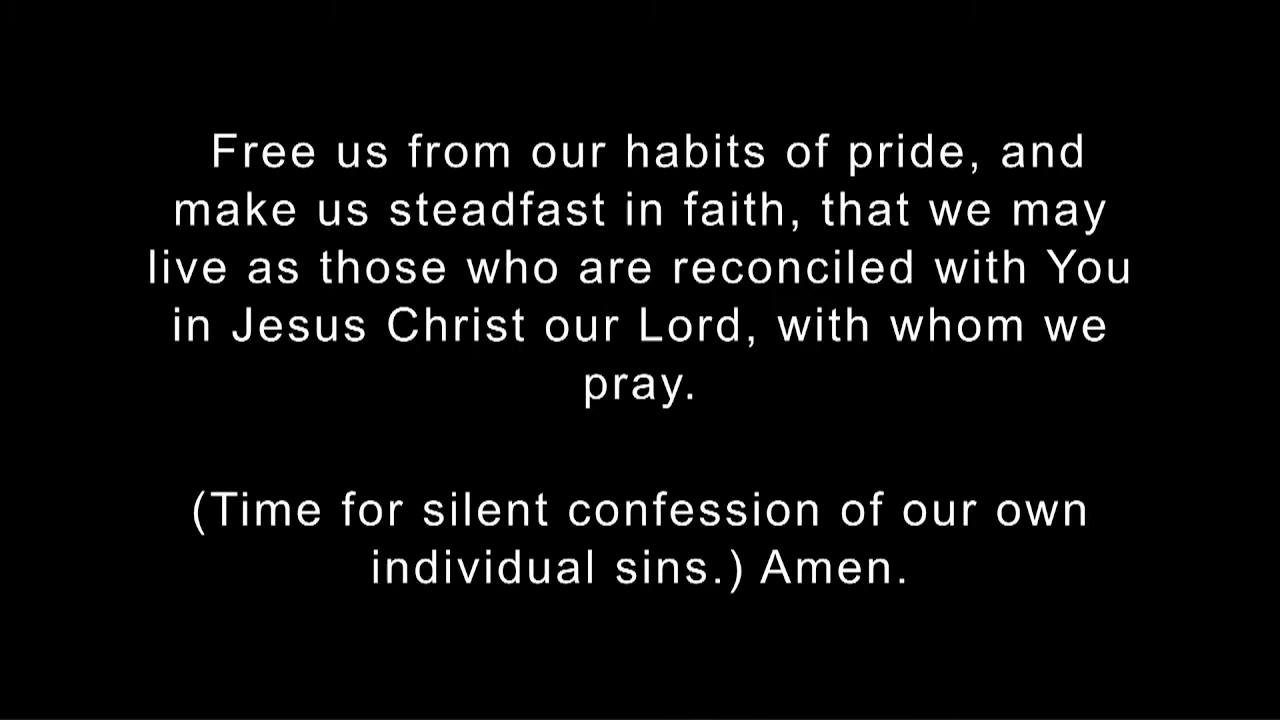 Free us from our habits of pride, and
make us steadfast in faith, that we may
live as those who are reconciled with You
in Jesus Christ our Lord, with whom we
pray.
(Time for silent confession of our own
individual sins.) Amen.